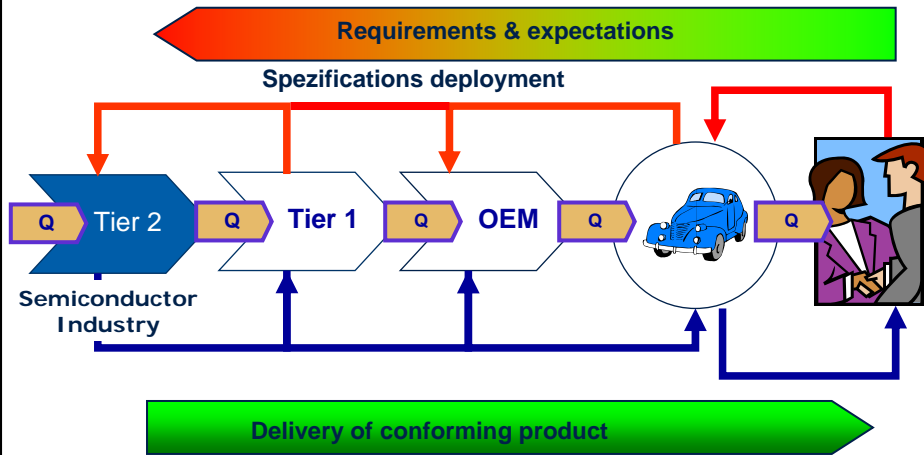 Requirements & expectations
Spezifications deployment
Q
Tier 2
Q
Tier 1
Q
OEM
Q
Q
Semiconductor
Industry
Delivery of conforming product